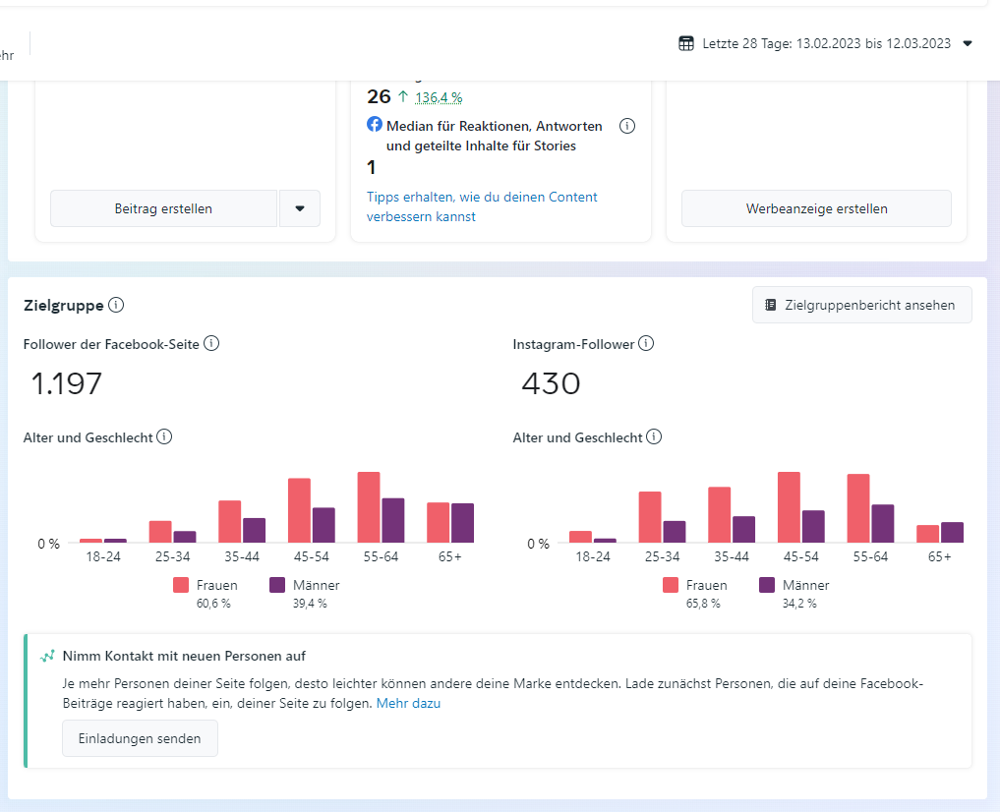 Letzte 28 Tage: 13.02.2023 bis 12.03.2023
26 ↑ 136,4 %
Median für Reaktionen, Antworten
und geteilte Inhalte für Stories
1
Tipps erhalten, wie du deinen Content
verbessern kannst
Beitrag erstellen
Werbeanzeige erstellen
Zielgruppe
Zielgruppenbericht ansehen
Follower der Facebook-Seite
1.197
Alter und Geschlecht
0 %
18-24 25-34 35-44 45-54 55-64 65+
Frauen Männer
60,6 % 39,4 %
Instagram-Follower
430
Alter und Geschlecht
0 %
18-24 25-34 35-44 45-54 55-64 65+
Frauen Männer
65,8 % 34,2 %
Nimm Kontakt mit neuen Personen auf
Je mehr Personen deiner Seite folgen, desto leichter können andere deine Marke entdecken. Lade zunächst Personen, die auf deine Facebook-
Beiträge reagiert haben, ein, deiner Seite zu folgen. Mehr dazu
Einladungen senden